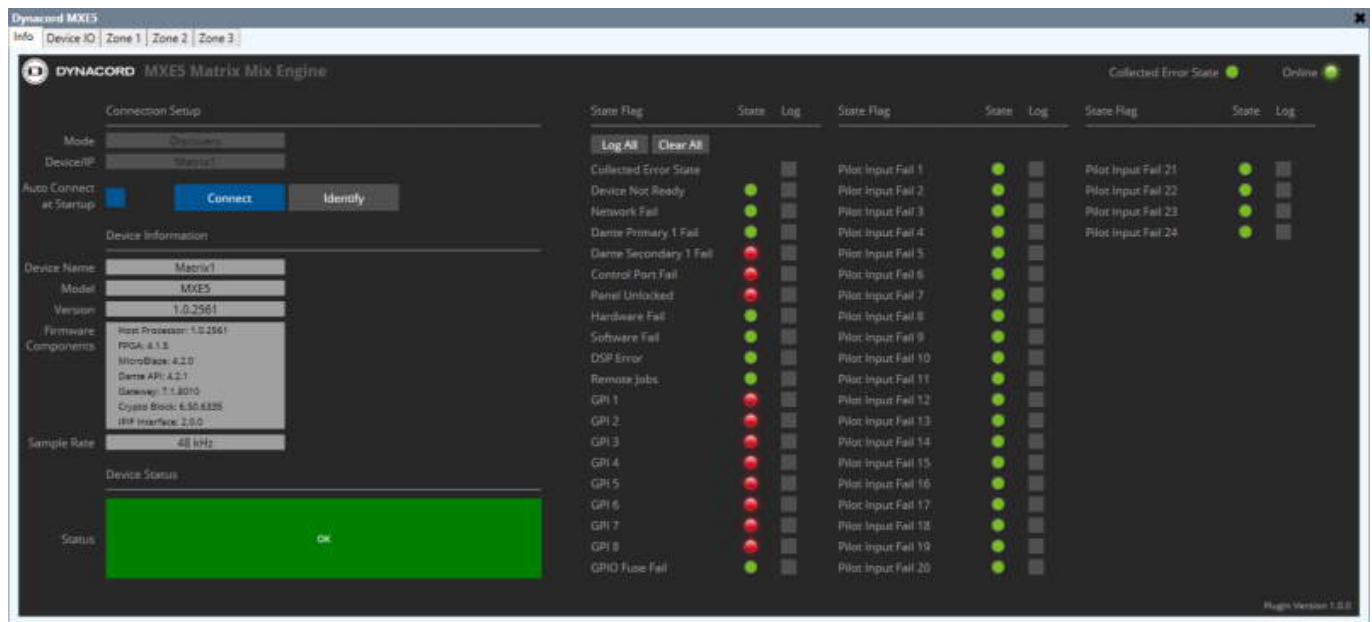 Dynacord MXE5
Info Device IO Zone 1 Zone 2 Zone 3
DYNACORD MXE5 Matrix Mix Engine
Collected Error State Online
Connection Setup
Mode Discovery
Device/IP Matrix1
Auto Connect
at Startup
Connect Identify
Device Information
Device Name Matrix1
Model MXE5
Version 1.0.2561
Firmware
Components
Host Processor: 1.0.2561
FPGA: 4.1.5
MicroBlaze: 4.2.0
Dante API: 4.2.1
Gateway: 7.1.8010
Crypto Block: 6.50.6335
IPIF Interface: 2.0.0
Sample Rate 48 kHz
Device Status
Status OK
State Flag State Log
Log All Clear All
Collected Error State
Device Not Ready
Network Fail
Dante Primary 1 Fail
Dante Secondary 1 Fail
Control Port Fail
Panel Unlocked
Hardware Fail
Software Fail
DSP Error
Remote Jobs
GPI 1
GPI 2
GPI 3
GPI 4
GPI 5
GPI 6
GPI 7
GPI 8
GPIO Fuse Fail
State Flag State Log
Pilot Input Fail 1
Pilot Input Fail 2
Pilot Input Fail 3
Pilot Input Fail 4
Pilot Input Fail 5
Pilot Input Fail 6
Pilot Input Fail 7
Pilot Input Fail 8
Pilot Input Fail 9
Pilot Input Fail 10
Pilot Input Fail 11
Pilot Input Fail 12
Pilot Input Fail 13
Pilot Input Fail 14
Pilot Input Fail 15
Pilot Input Fail 16
Pilot Input Fail 17
Pilot Input Fail 18
Pilot Input Fail 19
Pilot Input Fail 20
State Flag State Log
Pilot Input Fail 21
Pilot Input Fail 22
Pilot Input Fail 23
Pilot Input Fail 24
Plugin Version 1.0.0